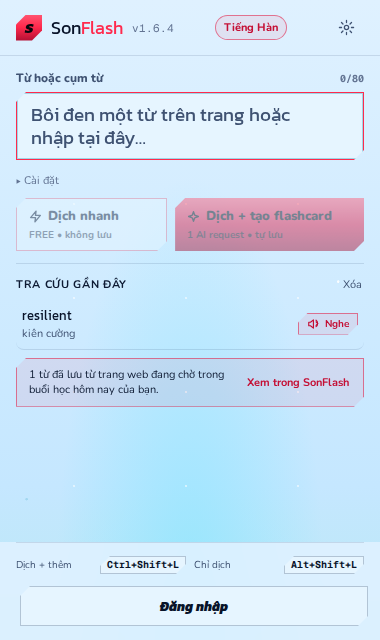 S SonFlash v1.6.4 Tiếng Hàn
Từ hoặc cụm từ 0/80
Bôi đen một từ trên trang hoặc
nhập tại đây...
▸ Cài đặt
Dịch nhanh
FREE • không lưu
Dịch + tạo flashcard
1 AI request • tự lưu
TRA CỨU GẦN ĐÂY Xóa
resilient
kiên cường
Nghe
1 từ đã lưu từ trang web đang chờ trong
buổi học hôm nay của bạn.
Xem trong SonFlash
Dịch + thêm Ctrl+Shift+L Chỉ dịch Alt+Shift+L
Đăng nhập